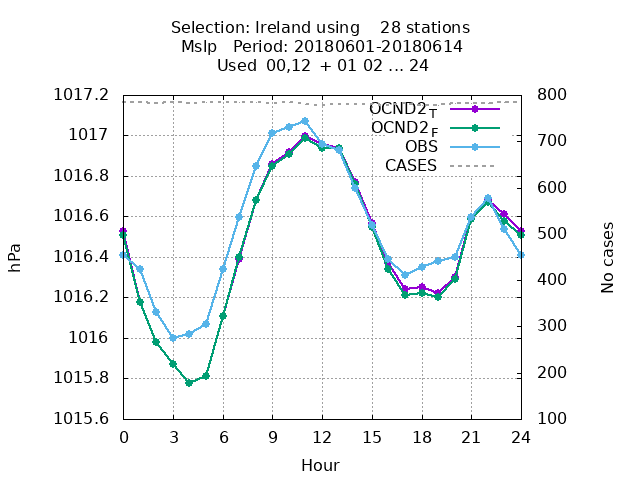 Selection: Ireland using    28 stations
Mslp   Period: 20180601-20180614
Used  00,12  + 01 02 ... 24
1017.2
1017
1016.8
1016.6
1016.4
1016.2
1016
1015.8
1015.6
hPa
OCND2T
OCND2F
OBS
CASES
800
700
600
500
400
300
200
100
No cases
0 3 6 9 12 15 18 21 24
Hour